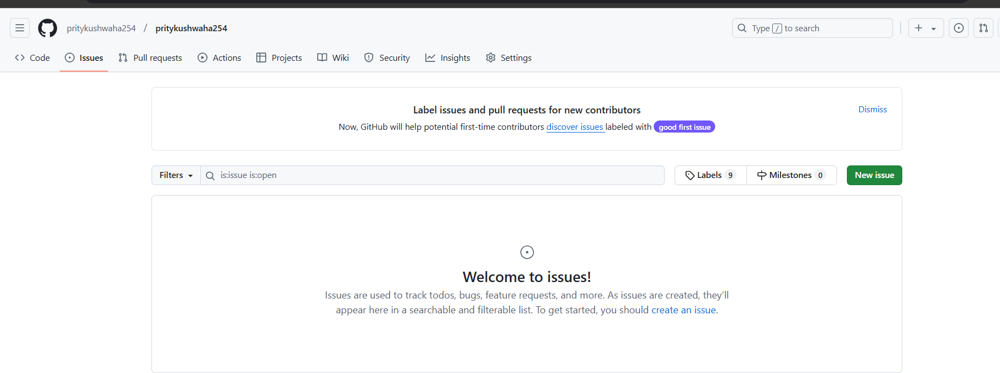 pritykushwaha254 / pritykushwaha254
Type / to search
Code Issues Pull requests Actions Projects Wiki Security Insights Settings
Label issues and pull requests for new contributors
Dismiss
Now, GitHub will help potential first-time contributors discover issues labeled with good first issue
Filters is:issue is:open Labels 9 Milestones 0 New issue
Welcome to issues!
Issues are used to track todos, bugs, feature requests, and more. As issues are created, they’ll
appear here in a searchable and filterable list. To get started, you should create an issue.